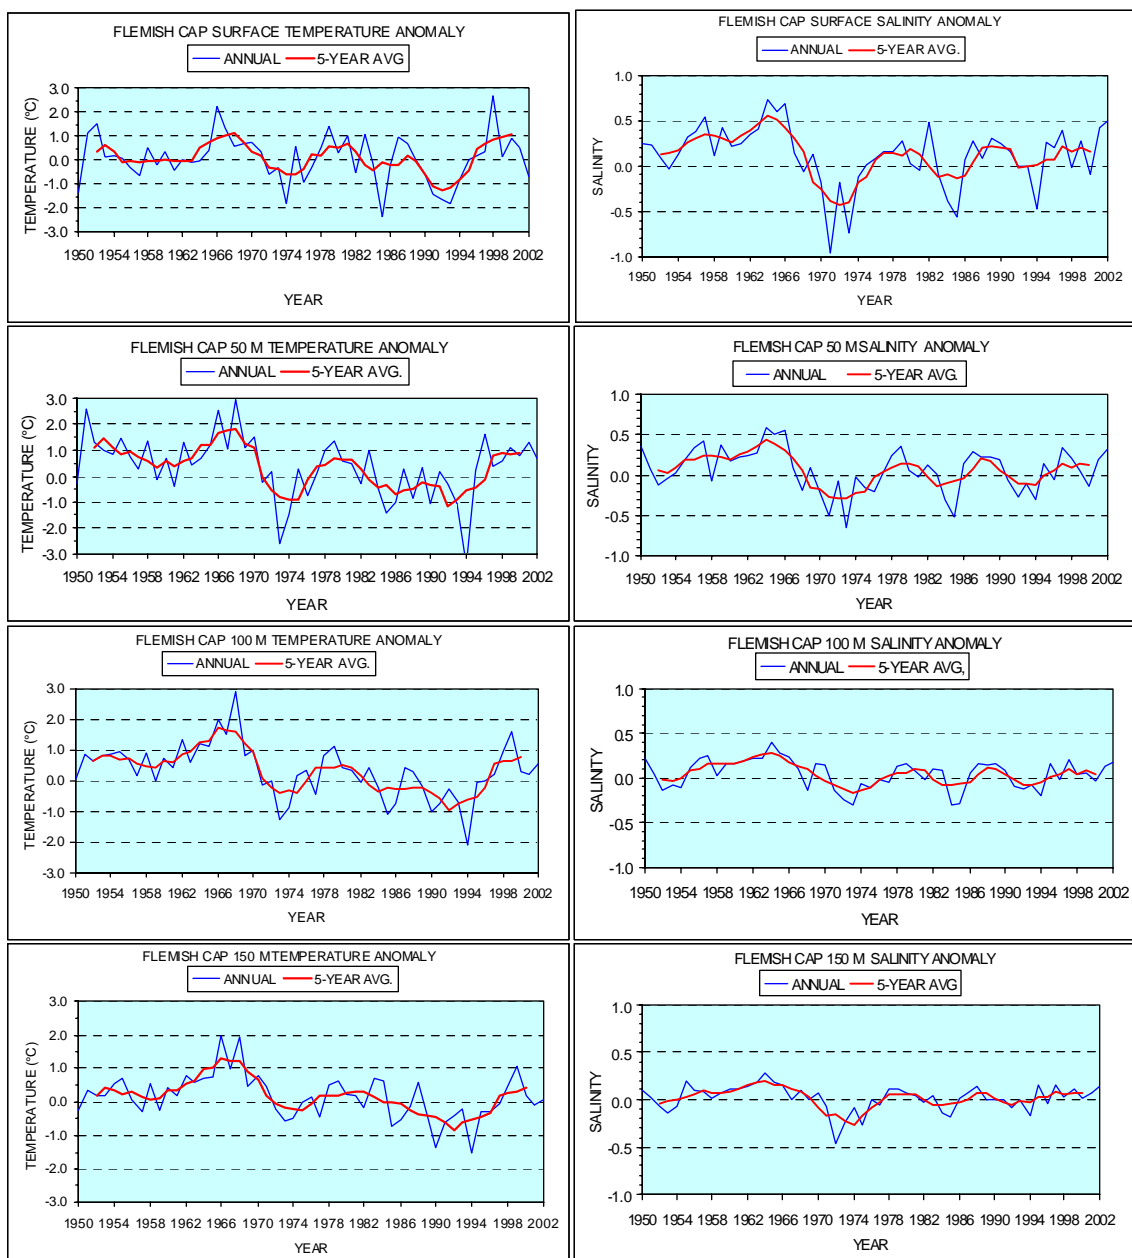 FLEMISH CAP SURFACE TEMPERATURE ANOMALY
ANNUAL 5-YEAR AVG
TEMPERATURE (°C)
3.0
2.0
1.0
0.0
-1.0
-2.0
-3.0
1950 1954 1958 1962 1966 1970 1974 1978 1982 1986 1990 1994 1998 2002
YEAR
FLEMISH CAP SURFACE SALINITY ANOMALY
ANNUAL 5-YEAR AVG.
SALINITY
1.0
0.5
0.0
-0.5
-1.0
1950 1954 1958 1962 1966 1970 1974 1978 1982 1986 1990 1994 1998 2002
YEAR
FLEMISH CAP 50 M TEMPERATURE ANOMALY
ANNUAL 5-YEAR AVG.
TEMPERATURE (°C)
3.0
2.0
1.0
0.0
-1.0
-2.0
-3.0
1950 1954 1958 1962 1966 1970 1974 1978 1982 1986 1990 1994 1998 2002
YEAR
FLEMISH CAP 50 M SALINITY ANOMALY
ANNUAL 5-YEAR AVG.
SALINITY
1.0
0.5
0.0
-0.5
-1.0
1950 1954 1958 1962 1966 1970 1974 1978 1982 1986 1990 1994 1998 2002
YEAR
FLEMISH CAP 100 M TEMPERATURE ANOMALY
ANNUAL 5-YEAR AVG.
TEMPERATURE (°C)
3.0
2.0
1.0
0.0
-1.0
-2.0
-3.0
1950 1954 1958 1962 1966 1970 1974 1978 1982 1986 1990 1994 1998 2002
YEAR
FLEMISH CAP 100 M SALINITY ANOMALY
ANNUAL 5-YEAR AVG,
SALINITY
1.0
0.5
0.0
-0.5
-1.0
1950 1954 1958 1962 1966 1970 1974 1978 1982 1986 1990 1994 1998 2002
YEAR
FLEMISH CAP 150 M TEMPERATURE ANOMALY
ANNUAL 5-YEAR AVG.
TEMPERATURE (°C)
3.0
2.0
1.0
0.0
-1.0
-2.0
-3.0
1950 1954 1958 1962 1966 1970 1974 1978 1982 1986 1990 1994 1998 2002
YEAR
FLEMISH CAP 150 M SALINITY ANOMALY
ANNUAL 5-YEAR AVG
SALINITY
1.0
0.5
0.0
-0.5
-1.0
1950 1954 1958 1962 1966 1970 1974 1978 1982 1986 1990 1994 1998 2002
YEAR